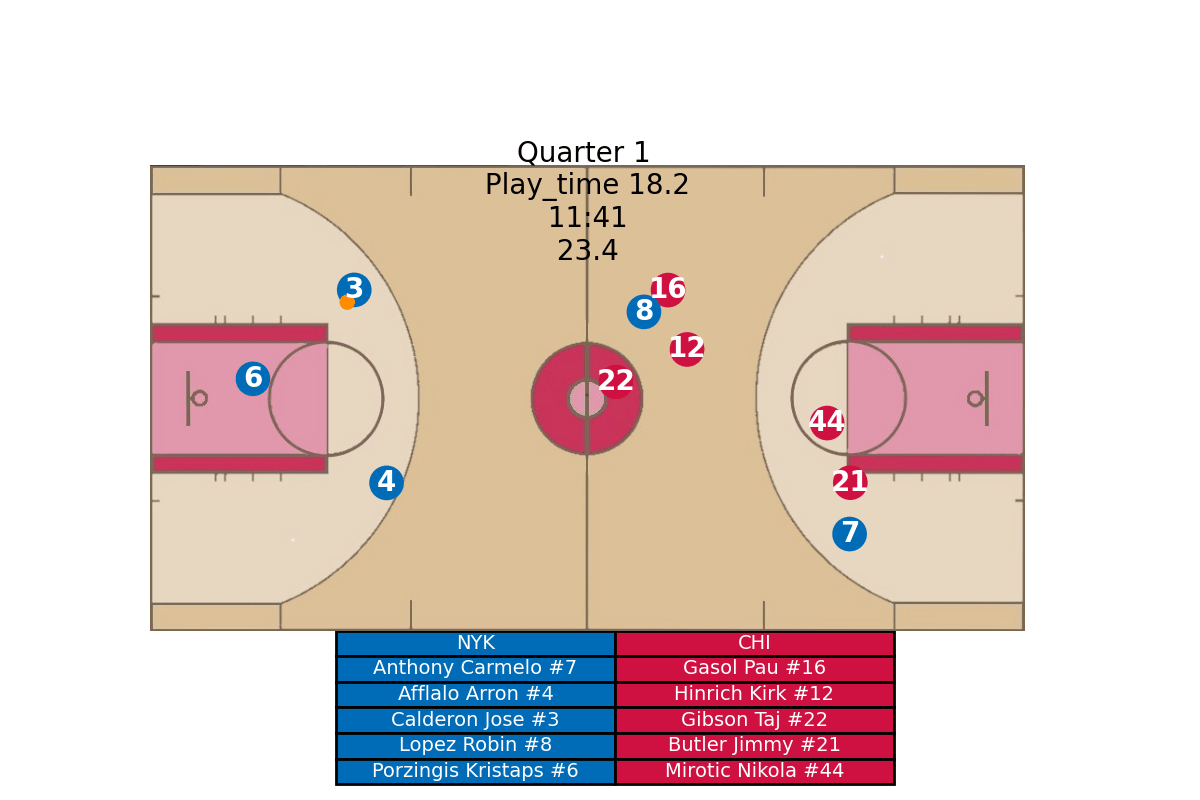 Quarter 1
Play_time 18.2
11:41
23.4
3
16
8
12
6
22
44
4
21
7
NYK CHI
Anthony Carmelo #7 Gasol Pau #16
Afflalo Arron #4 Hinrich Kirk #12
Calderon Jose #3 Gibson Taj #22
Lopez Robin #8 Butler Jimmy #21
Porzingis Kristaps #6 Mirotic Nikola #44